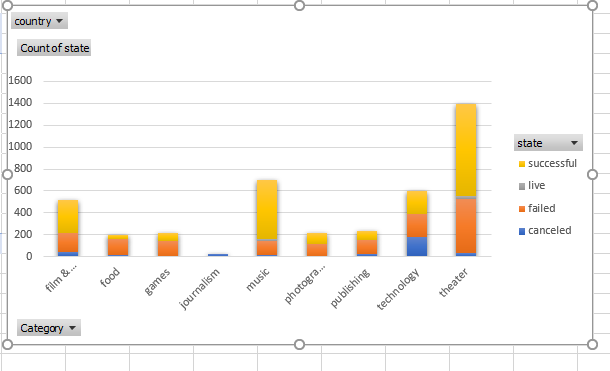 country
Count of state
1600
1400
1200
1000
800
600
400
200
0
film &...
food
games
journalism
music
photogra...
publishing
technology
theater
state
successful
live
failed
canceled
Category